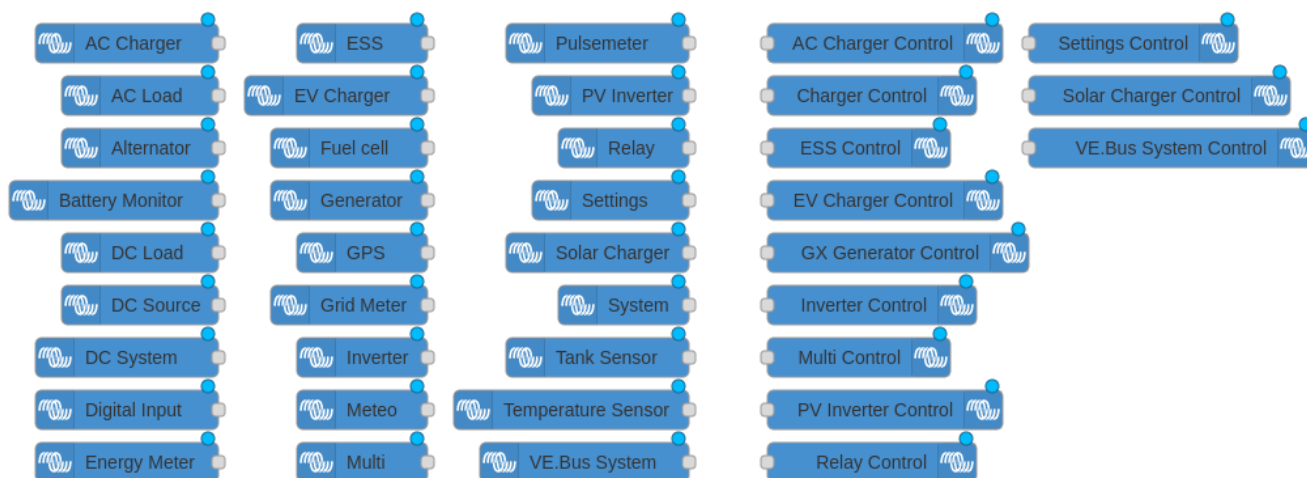 AC Charger
AC Load
Alternator
Battery Monitor
DC Load
DC Source
DC System
Digital Input
Energy Meter
ESS
EV Charger
Fuel cell
Generator
GPS
Grid Meter
Inverter
Meteo
Multi
Pulsemeter
PV Inverter
Relay
Settings
Solar Charger
System
Tank Sensor
Temperature Sensor
VE.Bus System
AC Charger Control
Charger Control
ESS Control
EV Charger Control
GX Generator Control
Inverter Control
Multi Control
PV Inverter Control
Relay Control
Settings Control
Solar Charger Control
VE.Bus System Control